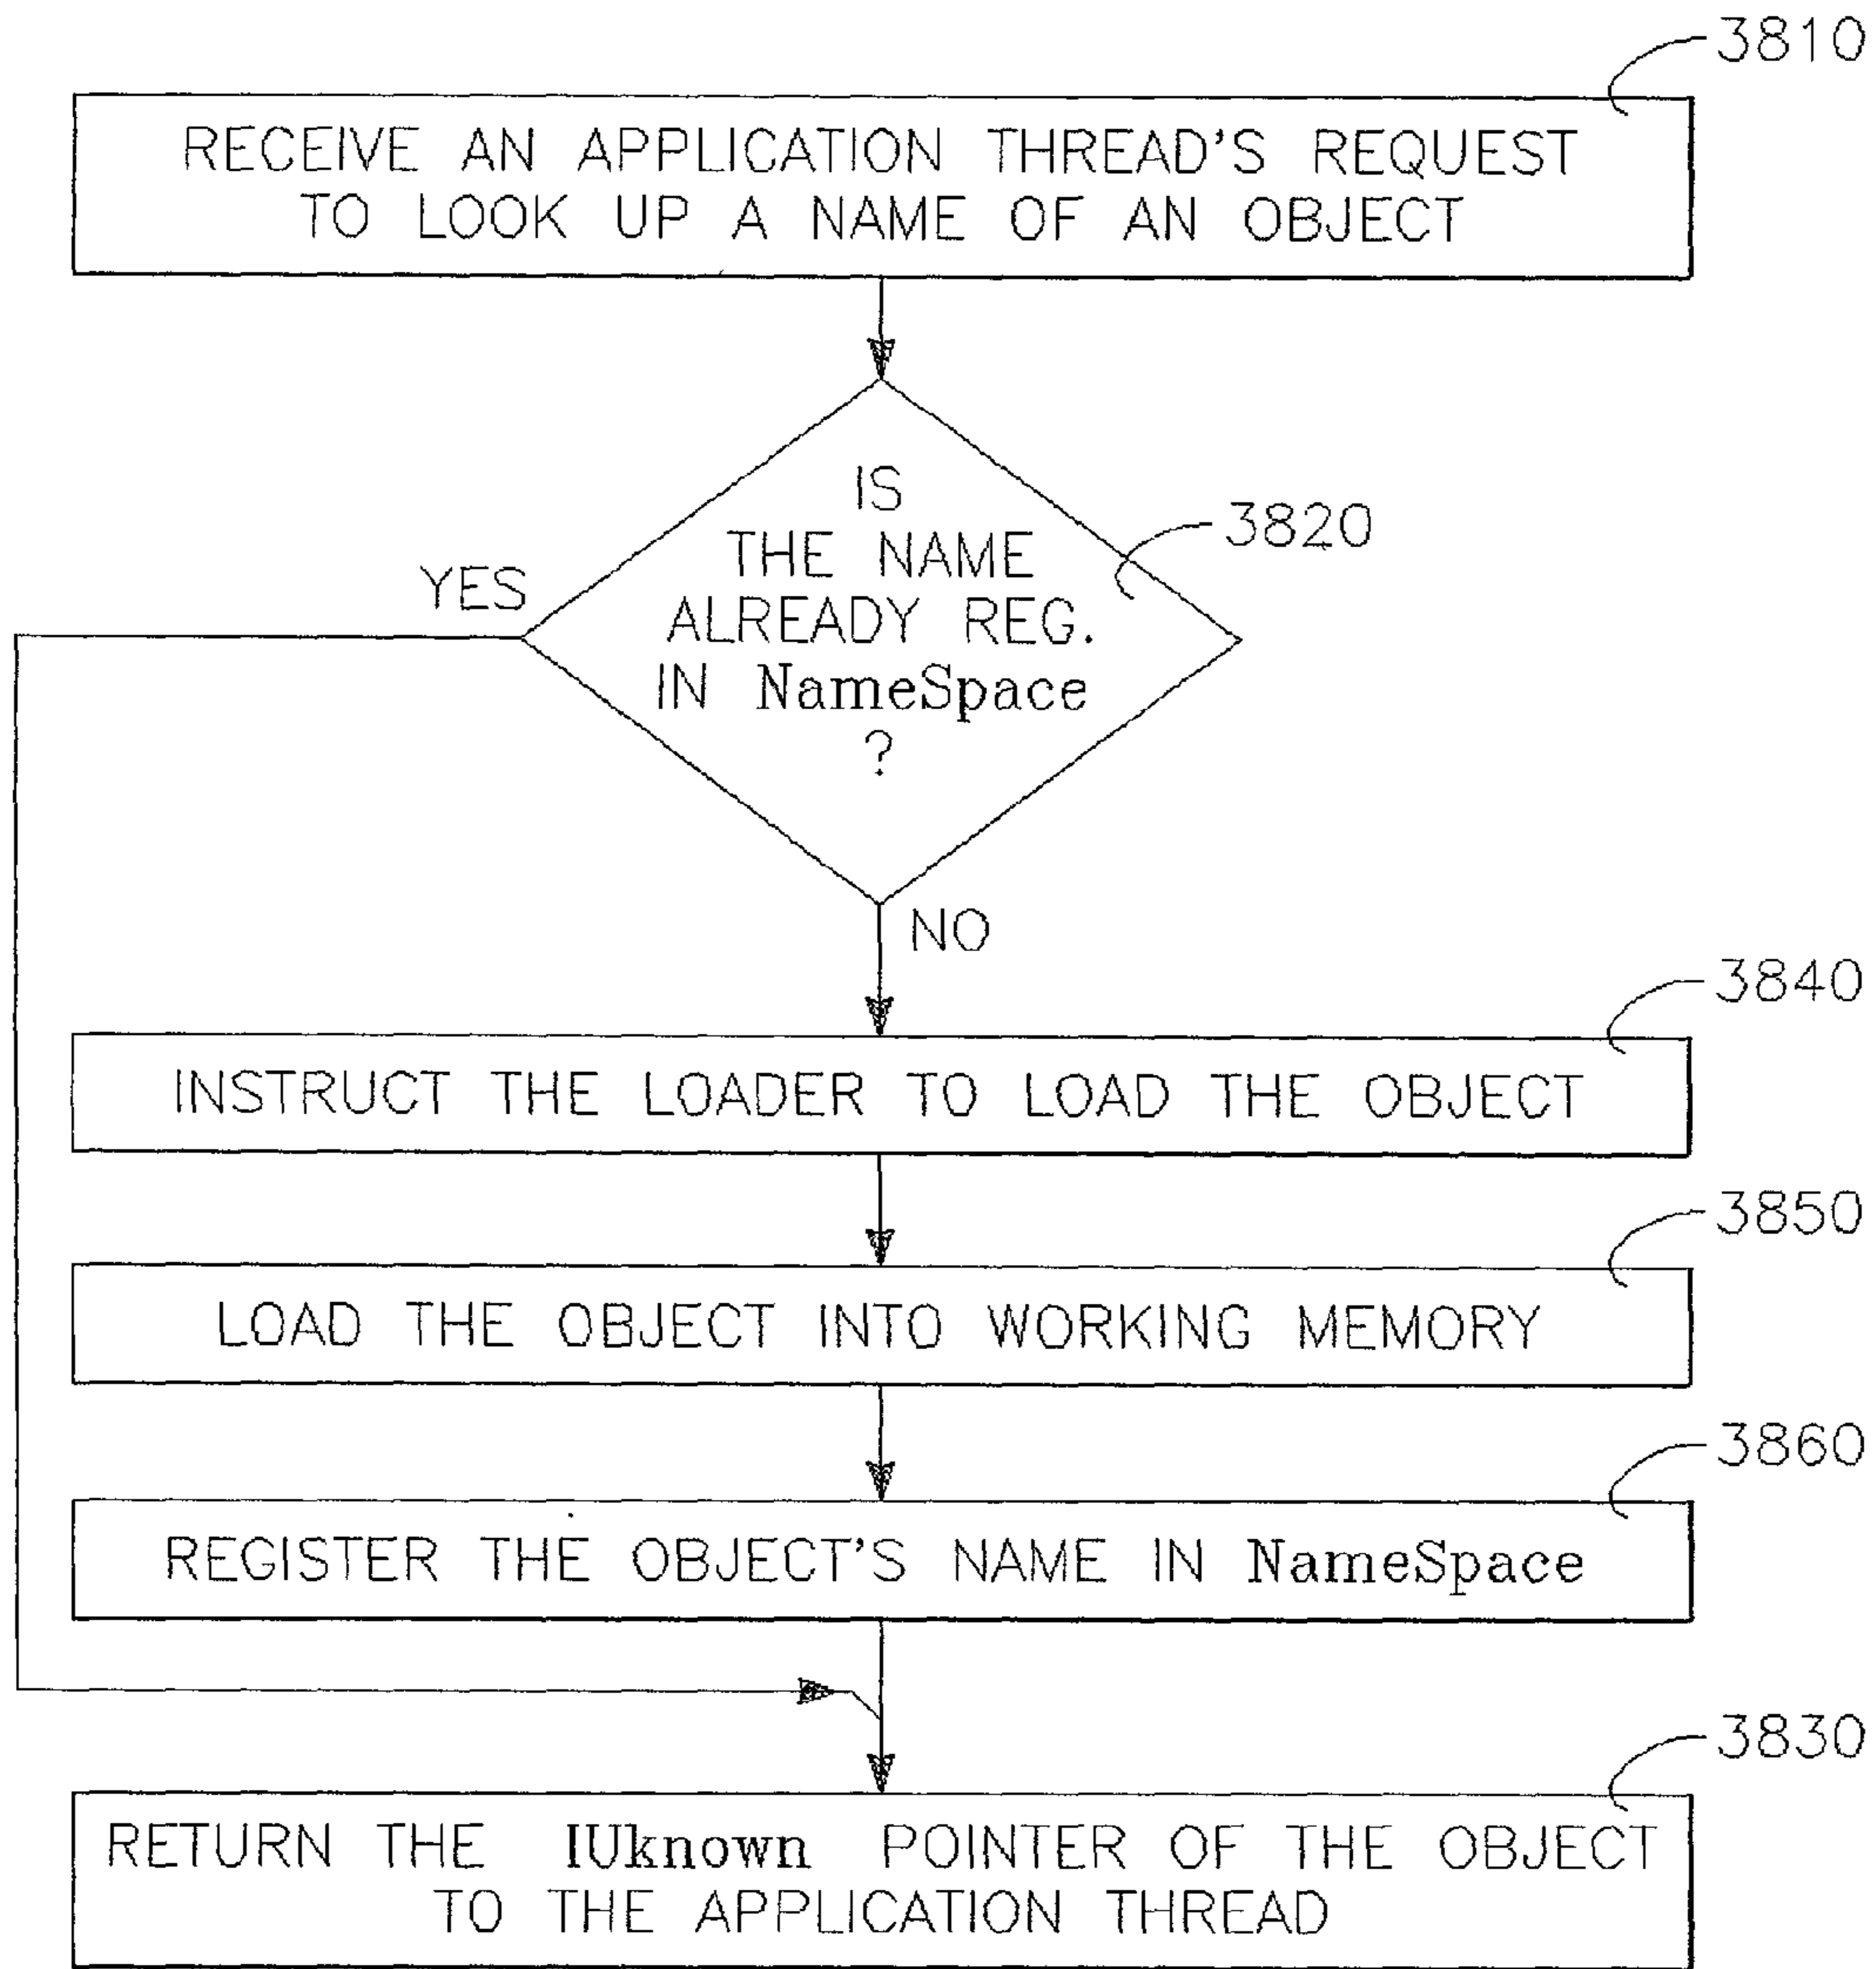 3810
RECEIVE AN APPLICATION THREAD'S REQUEST
TO LOOK UP A NAME OF AN OBJECT
IS
THE NAME
ALREADY REG.
IN NameSpace
?
3820
YES
NO
3840
INSTRUCT THE LOADER TO LOAD THE OBJECT
3850
LOAD THE OBJECT INTO WORKING MEMORY
3860
REGISTER THE OBJECT'S NAME IN NameSpace
3830
RETURN THE IUknown POINTER OF THE OBJECT
TO THE APPLICATION THREAD